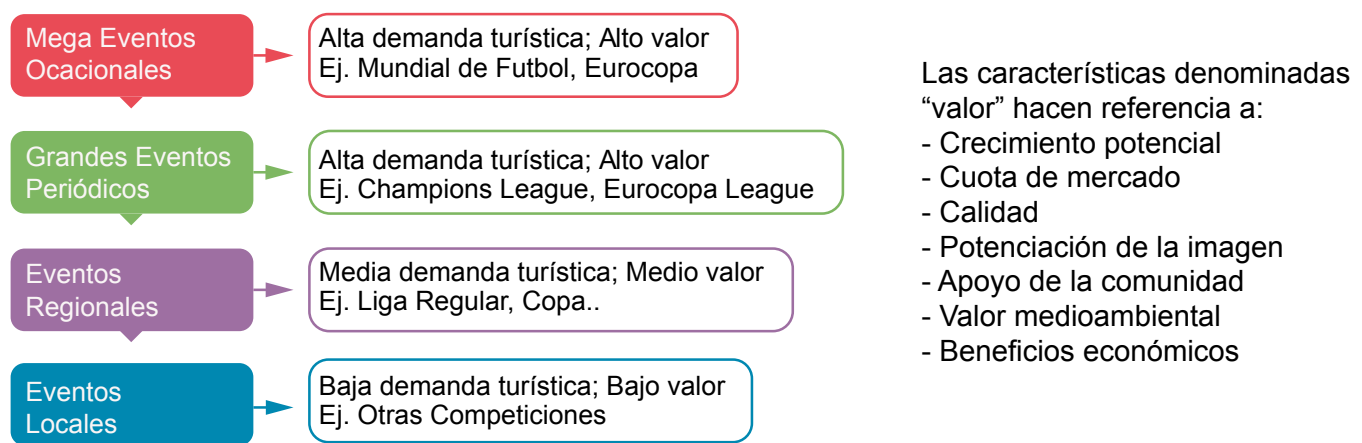 Mega Eventos
Ocacionales
Alta demanda turística; Alto valor
Ej. Mundial de Futbol, Eurocopa
Grandes Eventos
Periódicos
Alta demanda turística; Alto valor
Ej. Champions League, Eurocopa League
Eventos
Regionales
Media demanda turística; Medio valor
Ej. Liga Regular, Copa..
Eventos
Locales
Baja demanda turística; Bajo valor
Ej. Otras Competiciones
Las características denominadas
“valor” hacen referencia a:
- Crecimiento potencial
- Cuota de mercado
- Calidad
- Potenciación de la imagen
- Apoyo de la comunidad
- Valor medioambiental
- Beneficios económicos